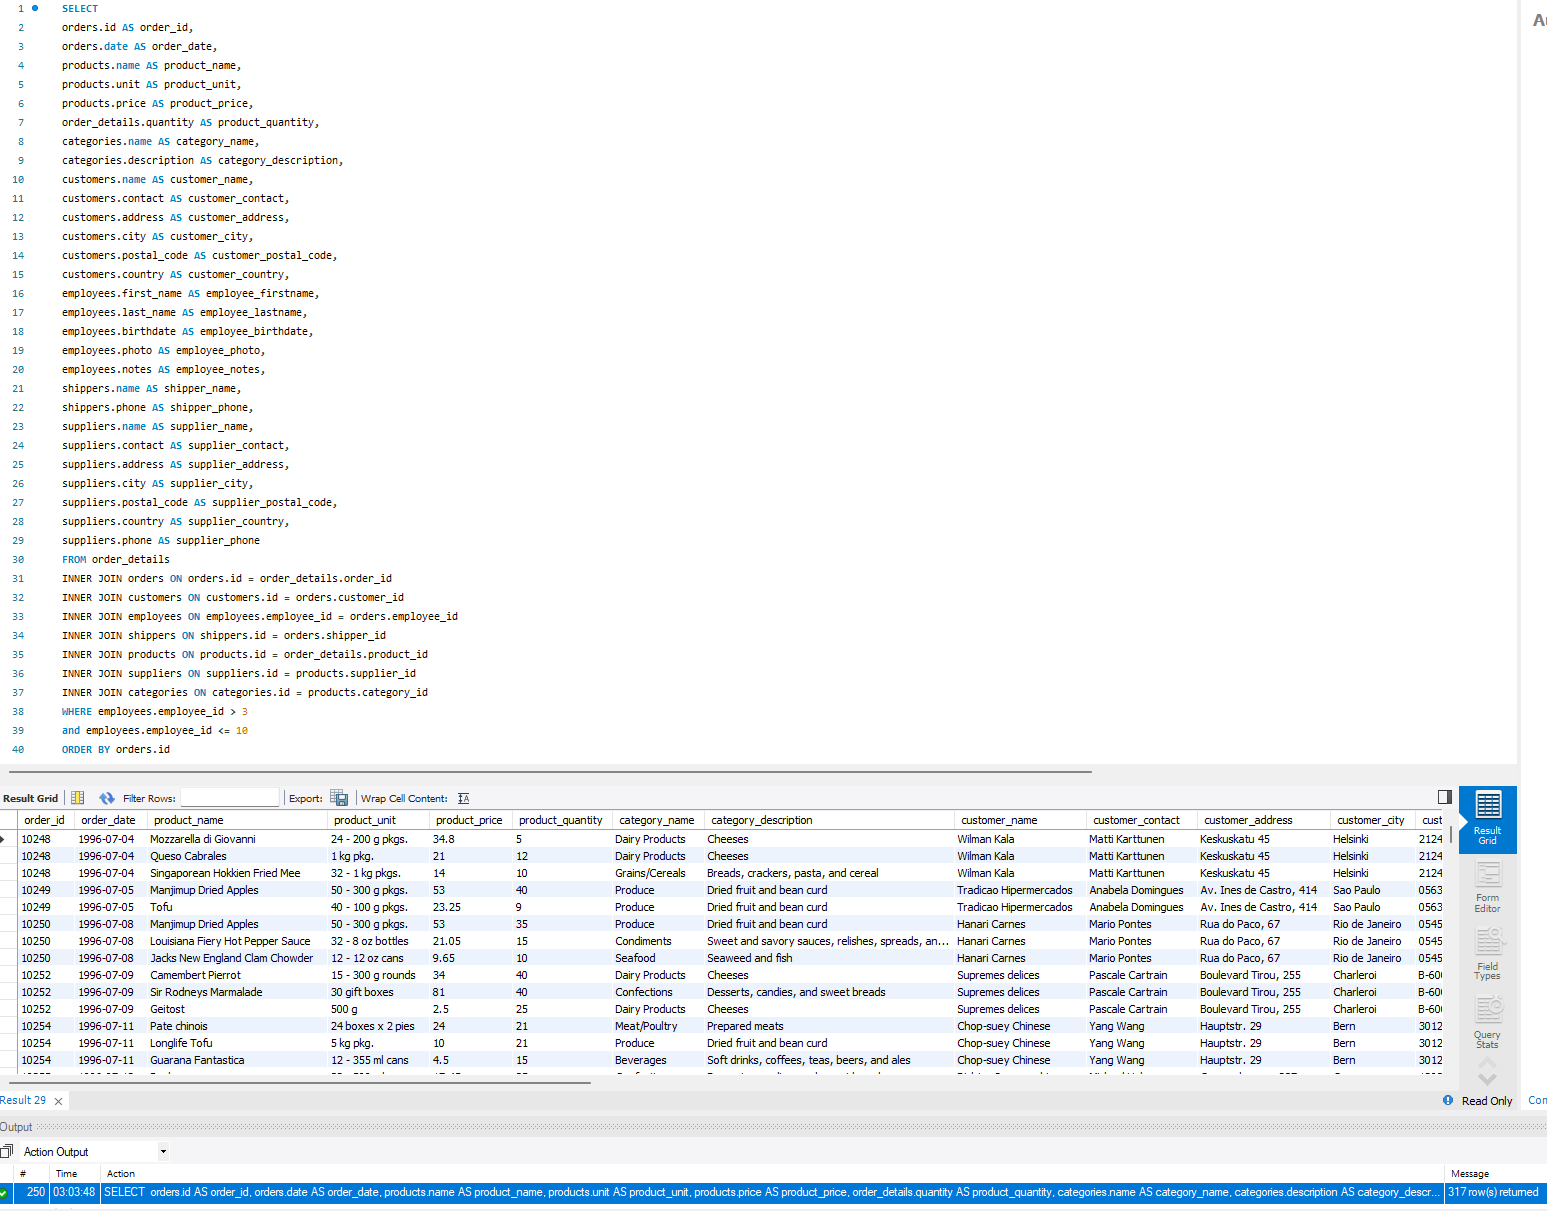 Au
1 SELECT
2 orders.id AS order_id,
3 orders.date AS order_date,
4 products.name AS product_name,
5 products.unit AS product_unit,
6 products.price AS product_price,
7 order_details.quantity AS product_quantity,
8 categories.name AS category_name,
9 categories.description AS category_description,
10 customers.name AS customer_name,
11 customers.contact AS customer_contact,
12 customers.address AS customer_address,
13 customers.city AS customer_city,
14 customers.postal_code AS customer_postal_code,
15 customers.country AS customer_country,
16 employees.first_name AS employee_firstname,
17 employees.last_name AS employee_lastname,
18 employees.birthdate AS employee_birthdate,
19 employees.photo AS employee_photo,
20 employees.notes AS employee_notes,
21 shippers.name AS shipper_name,
22 shippers.phone AS shipper_phone,
23 suppliers.name AS supplier_name,
24 suppliers.contact AS supplier_contact,
25 suppliers.address AS supplier_address,
26 suppliers.city AS supplier_city,
27 suppliers.postal_code AS supplier_postal_code,
28 suppliers.country AS supplier_country,
29 suppliers.phone AS supplier_phone
30 FROM order_details
31 INNER JOIN orders ON orders.id = order_details.order_id
32 INNER JOIN customers ON customers.id = orders.customer_id
33 INNER JOIN employees ON employees.employee_id = orders.employee_id
34 INNER JOIN shippers ON shippers.id = orders.shipper_id
35 INNER JOIN products ON products.id = order_details.product_id
36 INNER JOIN suppliers ON suppliers.id = products.supplier_id
37 INNER JOIN categories ON categories.id = products.category_id
38 WHERE employees.employee_id > 3
39 and employees.employee_id <= 10
40 ORDER BY orders.id
Result Grid Filter Rows: Export: Wrap Cell Content:
order_id order_date product_name product_unit product_price product_quantity category_name category_description customer_name customer_contact customer_address customer_city cust
10248 1996-07-04 Mozzarella di Giovanni 24 - 200 g pkgs. 34.8 5 Dairy Products Cheeses Wilman Kala Matti Karttunen Keskuskatu 45 Helsinki 2124
10248 1996-07-04 Queso Cabrales 1 kg pkg. 21 12 Dairy Products Cheeses Wilman Kala Matti Karttunen Keskuskatu 45 Helsinki 2124
10248 1996-07-04 Singaporean Hokkien Fried Mee 32 - 1 kg pkgs. 14 10 Grains/Cereals Breads, crackers, pasta, and cereal Wilman Kala Matti Karttunen Keskuskatu 45 Helsinki 2124
10249 1996-07-05 Manjimup Dried Apples 50 - 300 g pkgs. 53 40 Produce Dried fruit and bean curd Tradicao Hipermercados Anabela Domingues Av. Ines de Castro, 414 Sao Paulo 0563
10249 1996-07-05 Tofu 40 - 100 g pkgs. 23.25 9 Produce Dried fruit and bean curd Tradicao Hipermercados Anabela Domingues Av. Ines de Castro, 414 Sao Paulo 0563
10250 1996-07-08 Manjimup Dried Apples 50 - 300 g pkgs. 53 35 Produce Dried fruit and bean curd Hanari Carnes Mario Pontes Rua do Paco, 67 Rio de Janeiro 0545
10250 1996-07-08 Louisiana Fiery Hot Pepper Sauce 32 - 8 oz bottles 21.05 15 Condiments Sweet and savory sauces, relishes, spreads, an... Hanari Carnes Mario Pontes Rua do Paco, 67 Rio de Janeiro 0545
10250 1996-07-08 Jacks New England Clam Chowder 12 - 12 oz cans 9.65 10 Seafood Seaweed and fish Hanari Carnes Mario Pontes Rua do Paco, 67 Rio de Janeiro 0545
10252 1996-07-09 Camembert Pierrot 15 - 300 g rounds 34 40 Dairy Products Cheeses Supremes delices Pascale Cartrain Boulevard Tirou, 255 Charleroi B-600
10252 1996-07-09 Sir Rodneys Marmalade 30 gift boxes 81 40 Confections Desserts, candies, and sweet breads Supremes delices Pascale Cartrain Boulevard Tirou, 255 Charleroi B-600
10252 1996-07-09 Geitost 500 g 2.5 25 Dairy Products Cheeses Supremes delices Pascale Cartrain Boulevard Tirou, 255 Charleroi B-600
10254 1996-07-11 Pate chinois 24 boxes x 2 pies 24 21 Meat/Poultry Prepared meats Chop-suey Chinese Yang Wang Hauptstr. 29 Bern 3012
10254 1996-07-11 Longlife Tofu 5 kg pkg. 10 21 Produce Dried fruit and bean curd Chop-suey Chinese Yang Wang Hauptstr. 29 Bern 3012
10254 1996-07-11 Guarana Fantastica 12 - 355 ml cans 4.5 15 Beverages Soft drinks, coffees, teas, beers, and ales Chop-suey Chinese Yang Wang Hauptstr. 29 Bern 3012
Result
Grid
Form
Editor
Field
Types
Query
Stats
Result 29 Read Only Con
Output
Action Output
# Time Action Message
250 03:03:48 SELECT orders.id AS order_id, orders.date AS order_date, products.name AS product_name, products.unit AS product_unit, products.price AS product_price, order_details.quantity AS product_quantity, categories.name AS category_name, categories.description AS category_descr... 317 row(s) returned